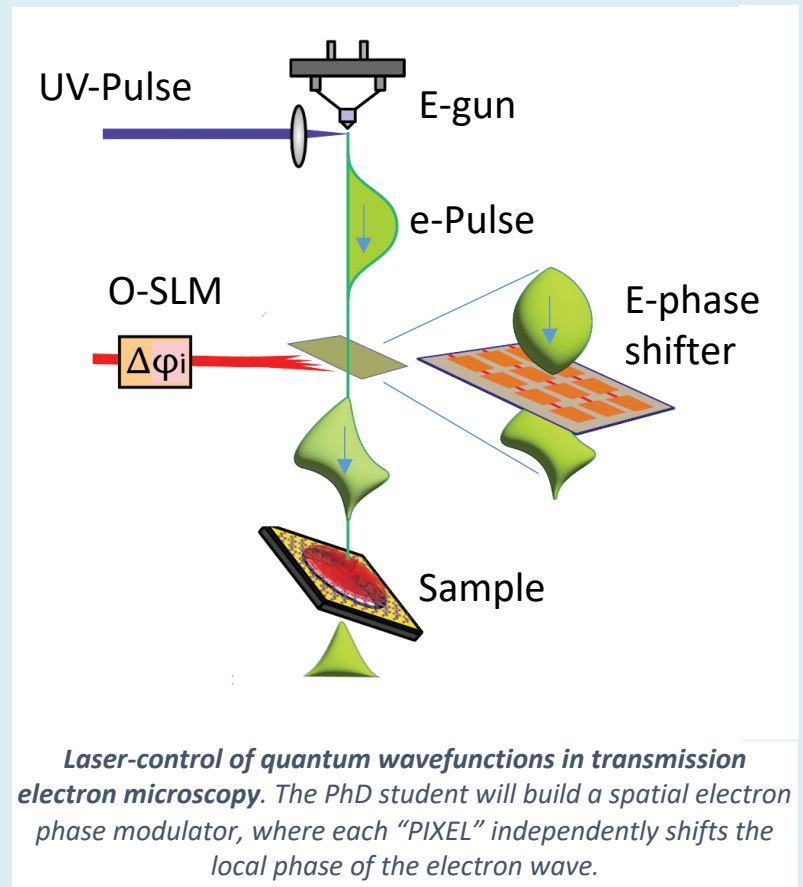 UV-Pulse
E-gun
e-Pulse
O-SLM
E-phase
shifter
Δφi
Sample
Laser-control of quantum wavefunctions in transmission
electron microscopy. The PhD student will build a spatial electron
phase modulator, where each “PIXEL” independently shifts the
local phase of the electron wave.